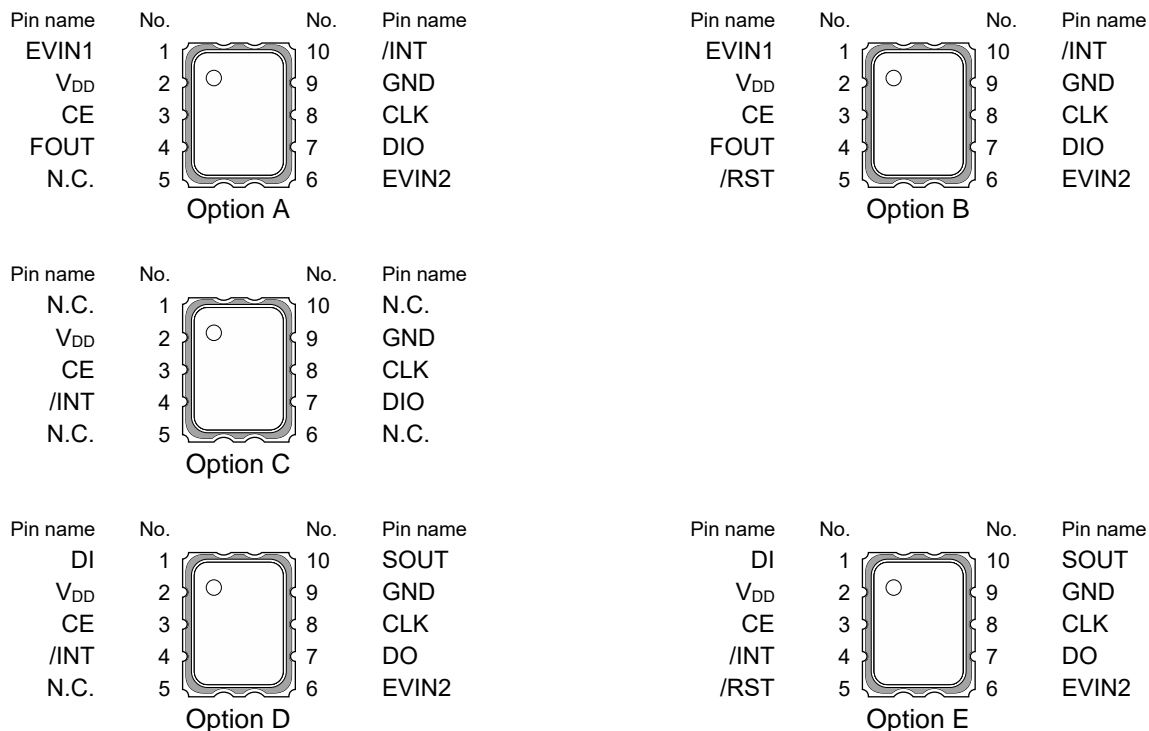 Pin name No. No. Pin name
EVIN1 1 10 /INT
VDD 2 9 GND
CE 3 8 CLK
FOUT 4 7 DIO
N.C. 5 6 EVIN2
Option A
Pin name No. No. Pin name
EVIN1 1 10 /INT
VDD 2 9 GND
CE 3 8 CLK
FOUT 4 7 DIO
/RST 5 6 EVIN2
Option B
Pin name No. No. Pin name
N.C. 1 10 N.C.
VDD 2 9 GND
CE 3 8 CLK
/INT 4 7 DIO
N.C. 5 6 N.C.
Option C
Pin name No. No. Pin name
DI 1 10 SOUT
VDD 2 9 GND
CE 3 8 CLK
/INT 4 7 DO
N.C. 5 6 EVIN2
Option D
Pin name No. No. Pin name
DI 1 10 SOUT
VDD 2 9 GND
CE 3 8 CLK
/INT 4 7 DO
/RST 5 6 EVIN2
Option E